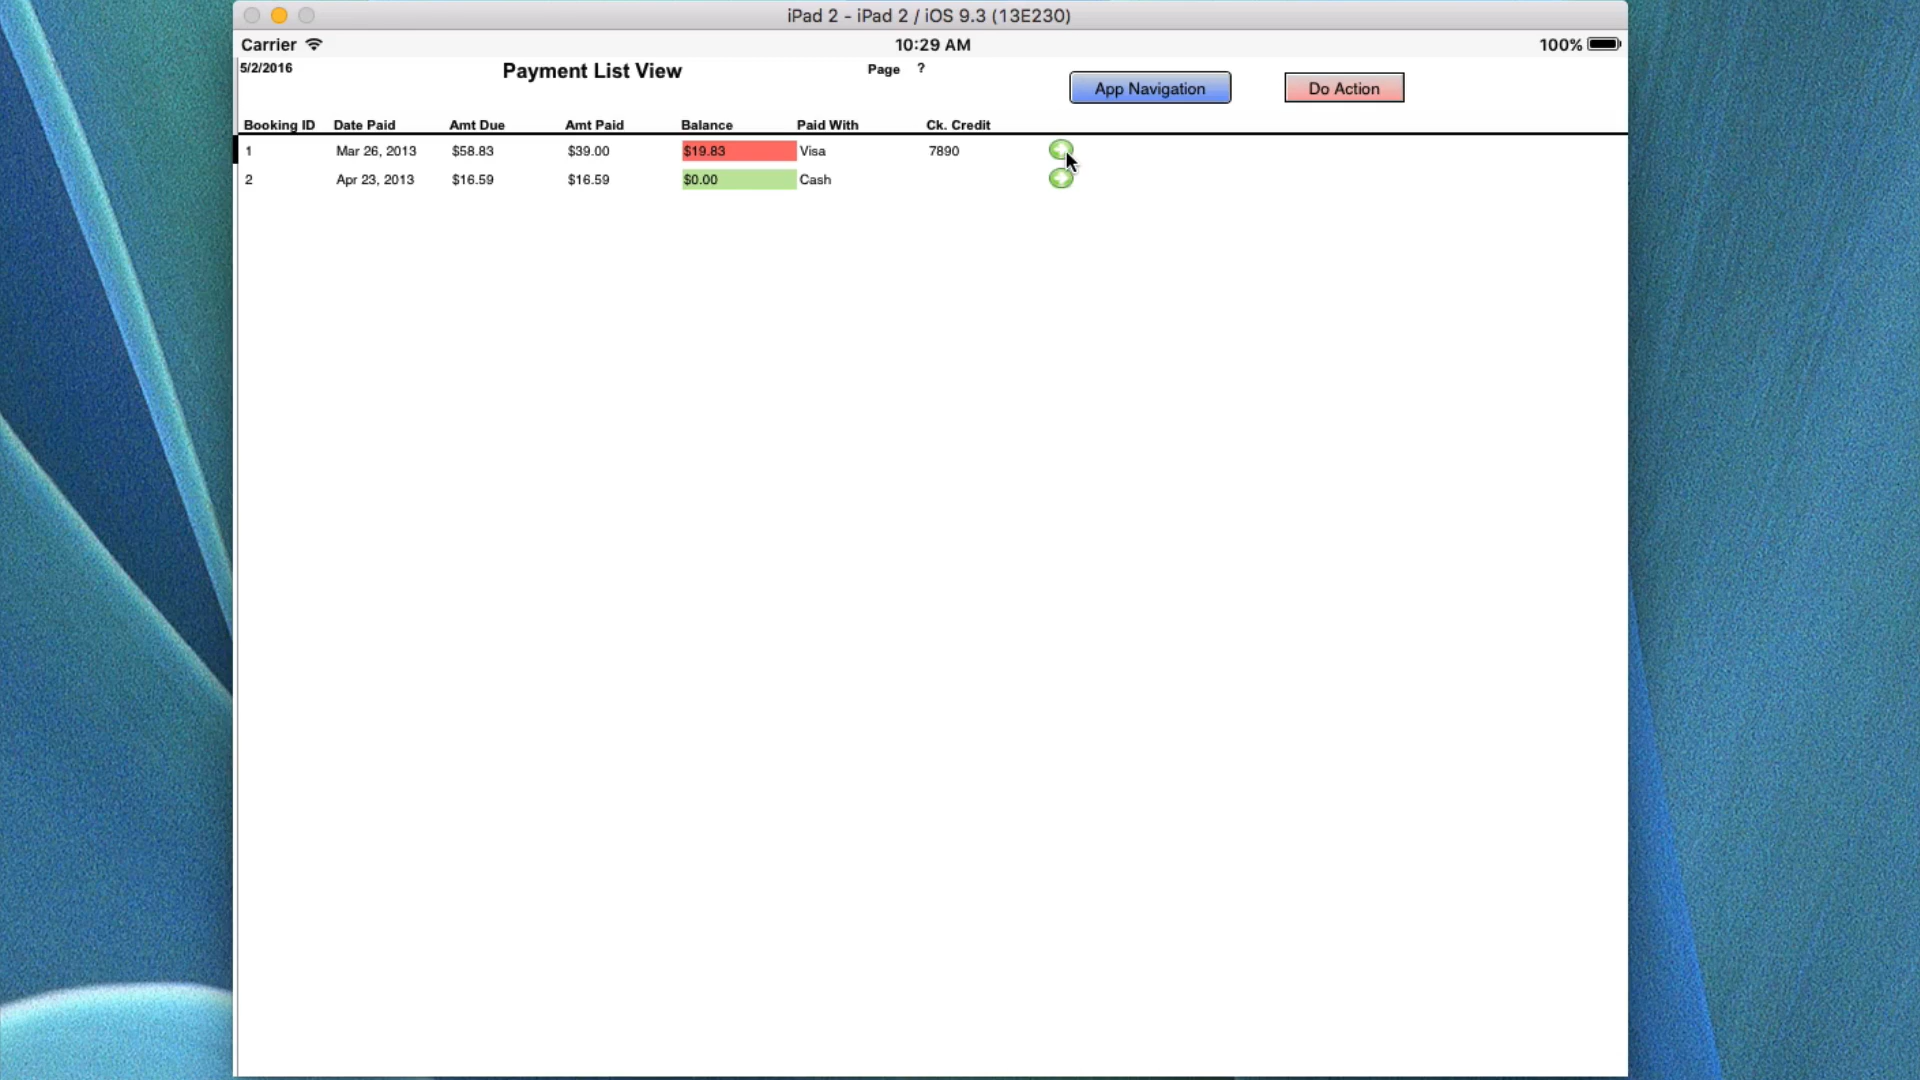 iPad 2 - iPad 2 / iOS 9.3 (13E230)
Carrier 10:29 AM 100%
5/2/2016 Payment List View Page ?
App Navigation Do Action
Booking ID Date Paid Amt Due Amt Paid Balance Paid With Ck. Credit
1 Mar 26, 2013 $58.83 $39.00 $19.83 Visa 7890
2 Apr 23, 2013 $16.59 $16.59 $0.00 Cash